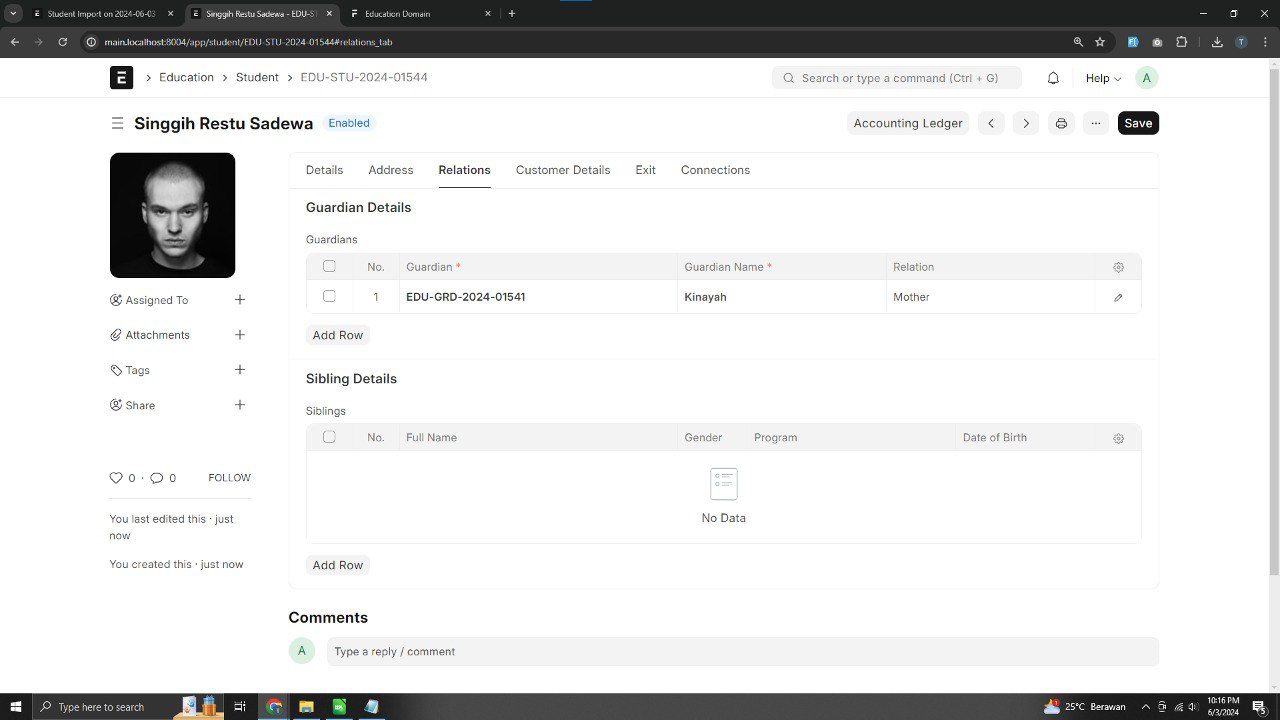 Student Import on 2024-06-03
Singgih Restu Sadewa - EDU-S
Education Domain
main.localhost:8004/app/student/EDU-STU-2024-01544#relations_tab
T
E
Education
Student
EDU-STU-2024-01544
Search or type a command (Ctrl + G)
Help
A
Singgih Restu Sadewa
Enabled
Accounting Ledger
...
Save
Details
Address
Relations
Customer Details
Exit
Connections
Guardian Details
Guardians
No.
Guardian *
Guardian Name *
Relation
1
EDU-GRD-2024-01541
Kinayah
Mother
Add Row
Assigned To
Attachments
Tags
Share
0 · 0
FOLLOW
You last edited this · just
now
You created this · just now
Sibling Details
Siblings
No.
Full Name
Gender
Program
Date of Birth
No Data
Add Row
Comments
A
Type a reply / comment
Type here to search
25°C Berawan
10:16 PM
6/3/2024